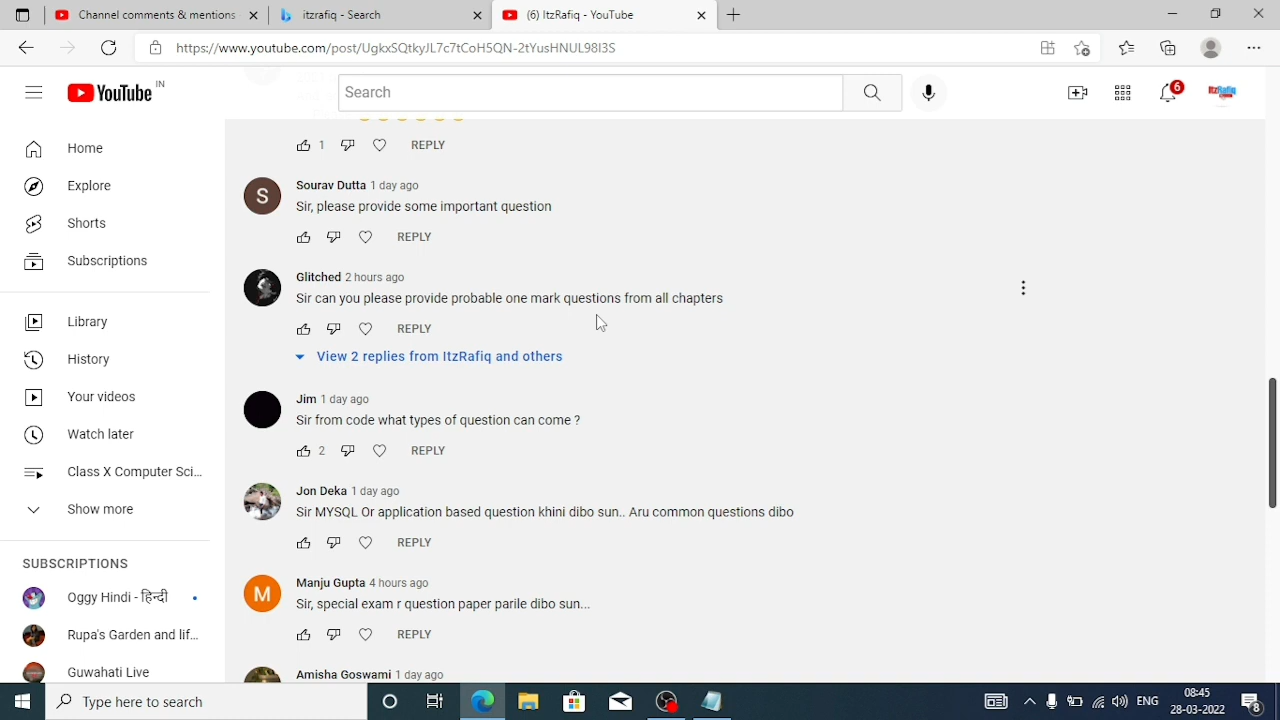 Channel comments & mentions
itzrafiq - Search
(6) ItzRafiq - YouTube
https://www.youtube.com/post/UgkxSQtkyJL7c7tCoH5QN-2tYusHNUL98I3S
YouTube IN
Search
6
ItzRafiq
Home
Explore
Shorts
Subscriptions
Library
History
Your videos
Watch later
Class X Computer Sci...
Show more
SUBSCRIPTIONS
Oggy Hindi - हिन्दी
Rupa's Garden and lif...
Guwahati Live
1 REPLY
S
Sourav Dutta 1 day ago
Sir, please provide some important question
REPLY
Glitched 2 hours ago
Sir can you please provide probable one mark questions from all chapters
REPLY
View 2 replies from ItzRafiq and others
Jim 1 day ago
Sir from code what types of question can come ?
2 REPLY
Jon Deka 1 day ago
Sir MYSQL Or application based question khini dibo sun.. Aru common questions dibo
REPLY
M
Manju Gupta 4 hours ago
Sir, special exam r question paper parile dibo sun...
REPLY
Amisha Goswami 1 day ago
Type here to search
ENG
08:45
28-03-2022
8